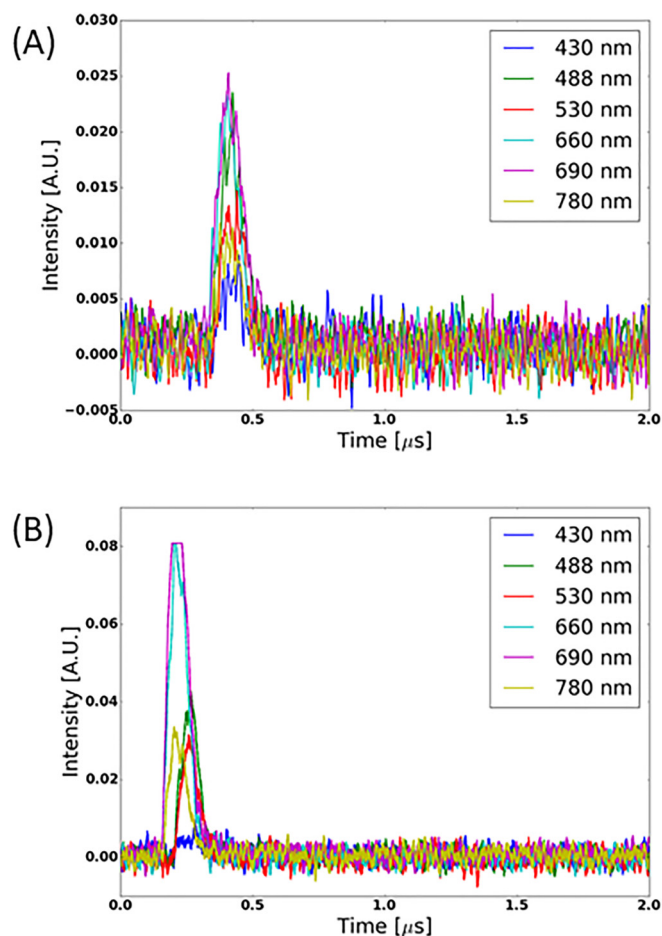 (A)
0.030
0.025
0.020
0.015
0.010
0.005
0.000
−0.005
Intensity [A.U.]
430 nm
488 nm
530 nm
660 nm
690 nm
780 nm
0.0 0.5 1.0 1.5 2.0
Time [μs]
(B)
0.08
0.06
0.04
0.02
0.00
Intensity [A.U.]
430 nm
488 nm
530 nm
660 nm
690 nm
780 nm
0.0 0.5 1.0 1.5 2.0
Time [μs]